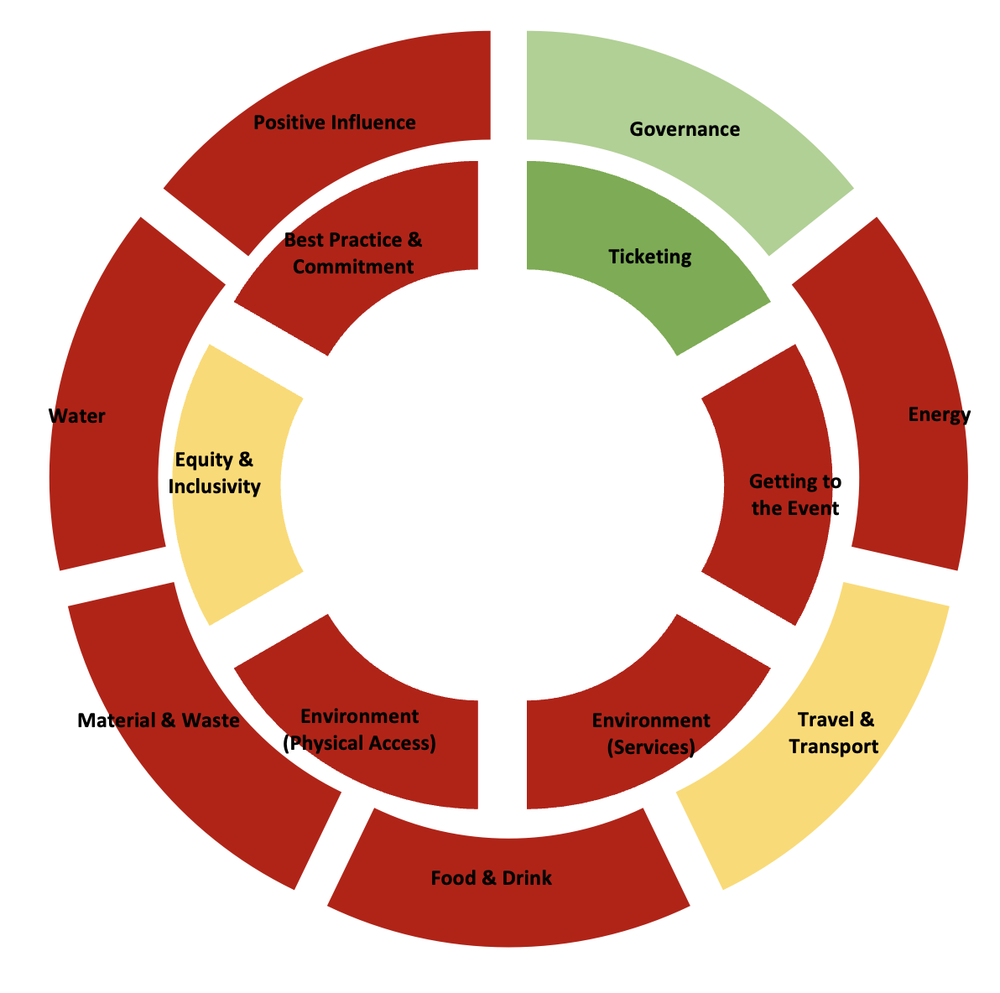 Positive Influence
Governance
Best Practice &
Commitment
Ticketing
Water
Energy
Equity &
Inclusivity
Getting to
the Event
Material & Waste
Environment
(Physical Access)
Environment
(Services)
Travel &
Transport
Food & Drink